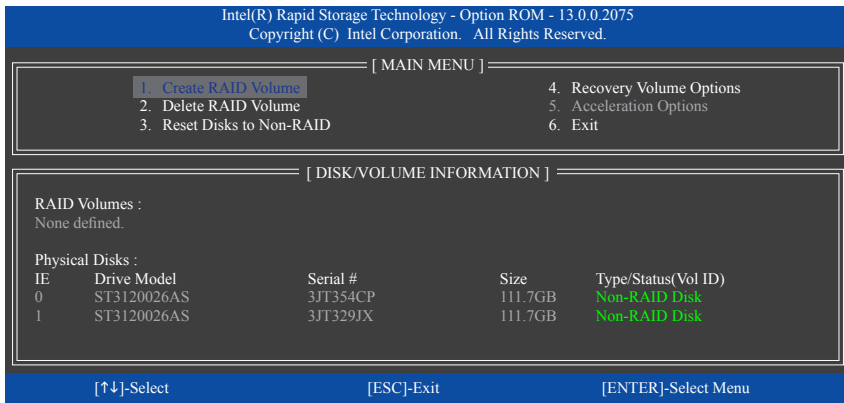 Intel(R) Rapid Storage Technology - Option ROM - 13.0.0.2075
Copyright (C) Intel Corporation. All Rights Reserved.
[ MAIN MENU ]
1. Create RAID Volume
2. Delete RAID Volume
3. Reset Disks to Non-RAID
4. Recovery Volume Options
5. Acceleration Options
6. Exit
[ DISK/VOLUME INFORMATION ]
RAID Volumes :
None defined.
Physical Disks :
IE Drive Model Serial # Size Type/Status(Vol ID)
0 ST3120026AS 3JT354CP 111.7GB Non-RAID Disk
1 ST3120026AS 3JT329JX 111.7GB Non-RAID Disk
[↑↓]-Select [ESC]-Exit [ENTER]-Select Menu